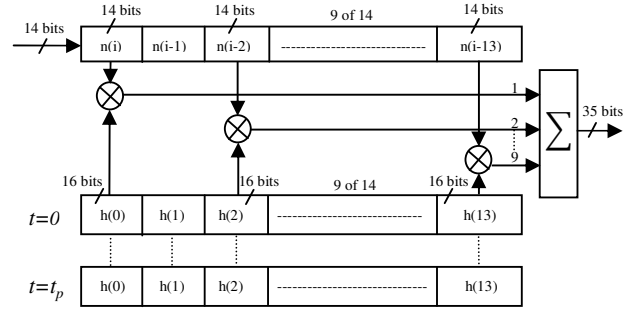 14 bits 14 bits 9 of 14 14 bits
14 bits
n(i) n(i-1) n(i-2) n(i-13)
1
2
9
∑
35 bits
16 bits 16 bits 9 of 14 16 bits
t=0 h(0) h(1) h(2) h(13)
t=tp h(0) h(1) h(2) h(13)